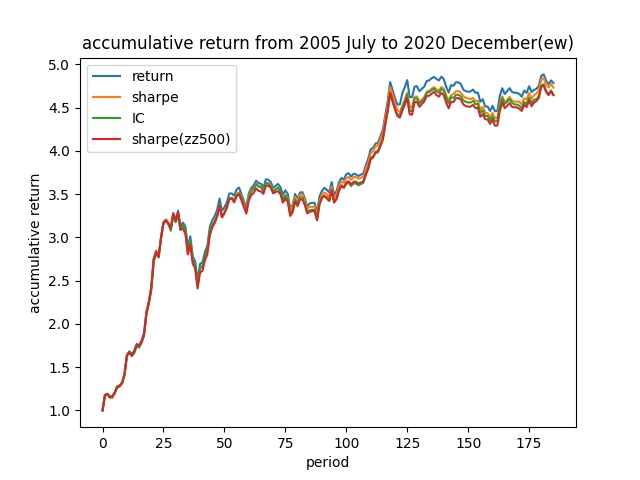 accumulative return from 2005 July to 2020 December(ew)
return
sharpe
IC
sharpe(zz500)
accumulative return
5.0
4.5
4.0
3.5
3.0
2.5
2.0
1.5
1.0
0 25 50 75 100 125 150 175
period